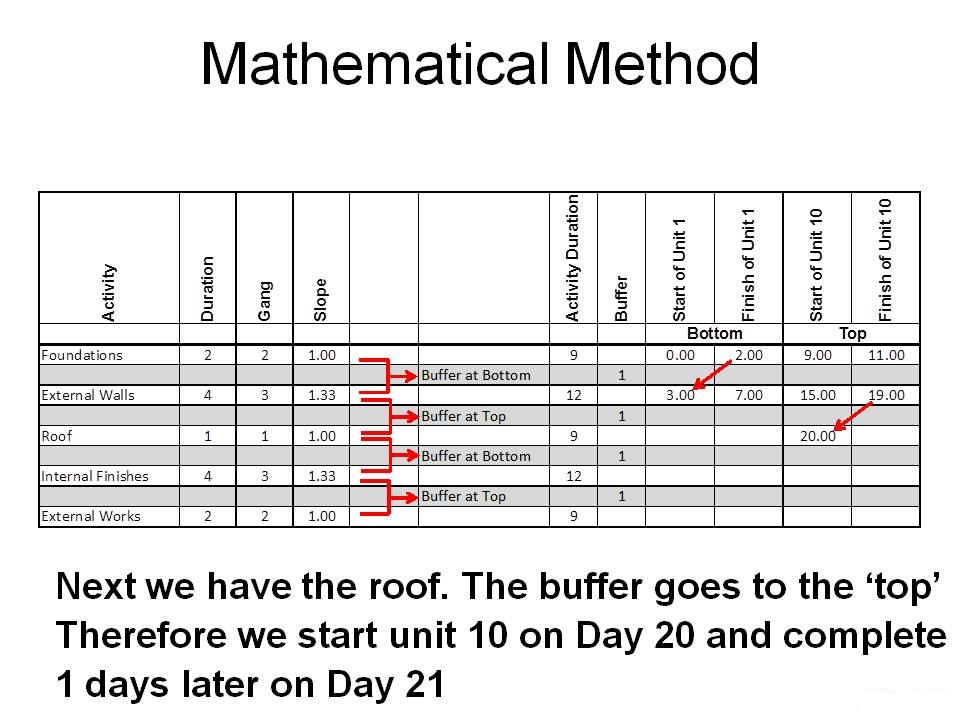 Mathematical Method
Activity Duration Gang Slope Activity Duration Buffer Start of Unit 1 Finish of Unit 1 Start of Unit 10 Finish of Unit 10
Bottom Top
Foundations 2 2 1.00 9 0.00 2.00 9.00 11.00
Buffer at Bottom 1
External Walls 4 3 1.33 12 3.00 7.00 15.00 19.00
Buffer at Top 1
Roof 1 1 1.00 9 20.00
Buffer at Bottom 1
Internal Finishes 4 3 1.33 12
Buffer at Top 1
External Works 2 2 1.00 9
Next we have the roof. The buffer goes to the ‘top’
Therefore we start unit 10 on Day 20 and complete
1 days later on Day 21